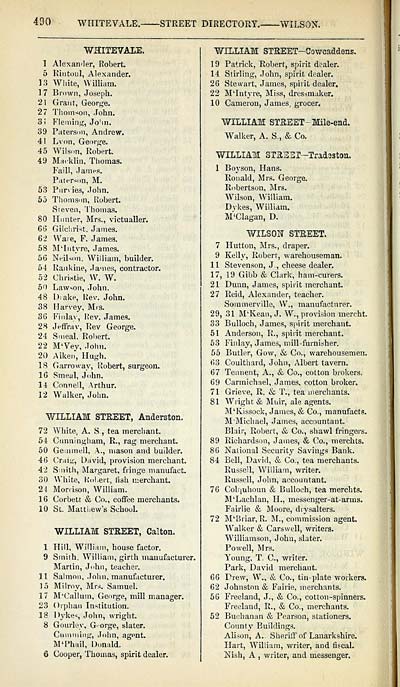 490 WHITEVALE.——STREET DIRECTORY.——WILSON.
WHITEVALE.
1 Alexander, Robert.
5 Rintoul, Alexander.
13 White, William.
17 Brown, Joseph.
21 Grant, George.
27 Thomson, John.
31 Fleming, John.
39 Paterson, Andrew.
41 Lyon, George.
45 Wilson, Robert.
49 Macklin, Thomas.
Faill, James.
Paterson, M.
53 Purvies, John.
55 Thomson, Robert.
Steven, Thomas.
80 Hunter, Mrs., victualler.
66 Gilchrist, James.
62 Ware, F. James.
58 M'Intyre, James.
56 Neilson, William, builder.
54 Rankine, James, contractor.
52 Christie, W. W.
50 Lawson, John.
48 Drake, Rev. John.
38 Harvey, Mrs.
36 Finlay, Rev. James.
28 Jeffray, Rev George.
24 Smeal, Robert.
22 M'Vey, John.
20 Aiken, Hugh.
18 Garroway, Robert, surgeon.
16 Smeal, John.
14 Connell, Arthur.
12 Walker, John.
WILLIAM STREET, Anderston.
72 White, A. S., tea merchant.
54 Cunningham, R., rag merchant.
50 Gemmell, A., mason and builder.
46 Craig, David, provision merchant.
42 Smith, Margaret, fringe manufact.
30 White, Robert, fish merchant.
24 Morrison, William.
16 Corbett & Co., coffee merchants.
10 St. Matthew's School.
WILLIAM STREET, Calton.
1 Hill, William, house factor.
9 Smith, William, girth manufacturer.
Martin, John, teacher.
11 Salmon, John, manufacturer.
15 Milroy, Mrs. Samuel.
17 M'Callum, George, mill manager.
23 Orphan Institution.
18 Dykes, John, wright.
8 Gourley, George, slater.
Cumming, John, agent.
M'Phail, Donald.
6 Cooper, Thomas, spirit dealer.
WILLIAM STREET—Cowcaddens.
19 Patrick, Robert, spirit dealer.
14 Stirling, John, spirit dealer.
26 Stewart, James, spirit dealer.
22 M'Intyre, Miss, dressmaker.
10 Cameron, James, grocer.
WILLIAM STREET—Mile-end.
Walker, A. S., & Co.
WILLIAM STREET—Tradeston.
1 Boyson, Hans.
Ronald, Mrs. George.
Robertson, Mrs.
Wilson, William.
Dykes, William.
M'Clagan, D.
WILSON STREET.
7 Hutton, Mrs., draper.
9 Kelly, Robert, warehouseman.
11 Stevenson, J., cheese dealer.
17, 19 Gibb & Clark, ham-curers.
21 Dunn, James, spirit merchant.
27 Reid, Alexander, teacher.
Sommerville, W., manufacturer.
29, 31 M'Kean, J. W., provision mercht.
33 Bulloch, James, spirit merchant.
51 Anderson, R., spirit merchant.
53 Finlay, James, mill-furnisher.
55 Butler, Gow, & Co., warehousemen.
63 Coulthard, John, Albert tavern.
67 Tennent, A., & Co., cotton brokers.
69 Carmichael, James, cotton broker.
71 Grieve, R. & T., tea merchants.
81 Wright & Muir, ale agents.
M'Kissock, James, & Co., manufacts.
M'Michael, James, accountant.
Blair, Robert, & Co., shawl fringers.
89 Richardson, James, & Co., merchts.
86 National Security Savings Bank.
84 Bell, David, & Co., tea merchants.
Russell, William, writer.
Russell, John, accountant.
76 Colquhoun & Bulloch, tea merchts.
M'Lachlan, H., messenger-at-arms.
Fairlie & Moore, drysalters.
72 M'Briar, R. M., commission agent.
Walker & Carswell, writers.
Williamson, John, slater.
Powell, Mrs.
Young, T. C., writer.
Park, David merchant.
66 Drew, W., & Co., tin-plate workers.
62 Johnston & Fairie, merchants.
56 Freeland, J., & Co., cotton-spinners.
Freeland, R., & Co., merchants.
52 Buchanan & Pearson, stationers.
County Buildings.
Alison, A. Sheriff of Lanarkshire.
Hart, William, writer, and fiscal.
Nish, A., writer, and messenger.